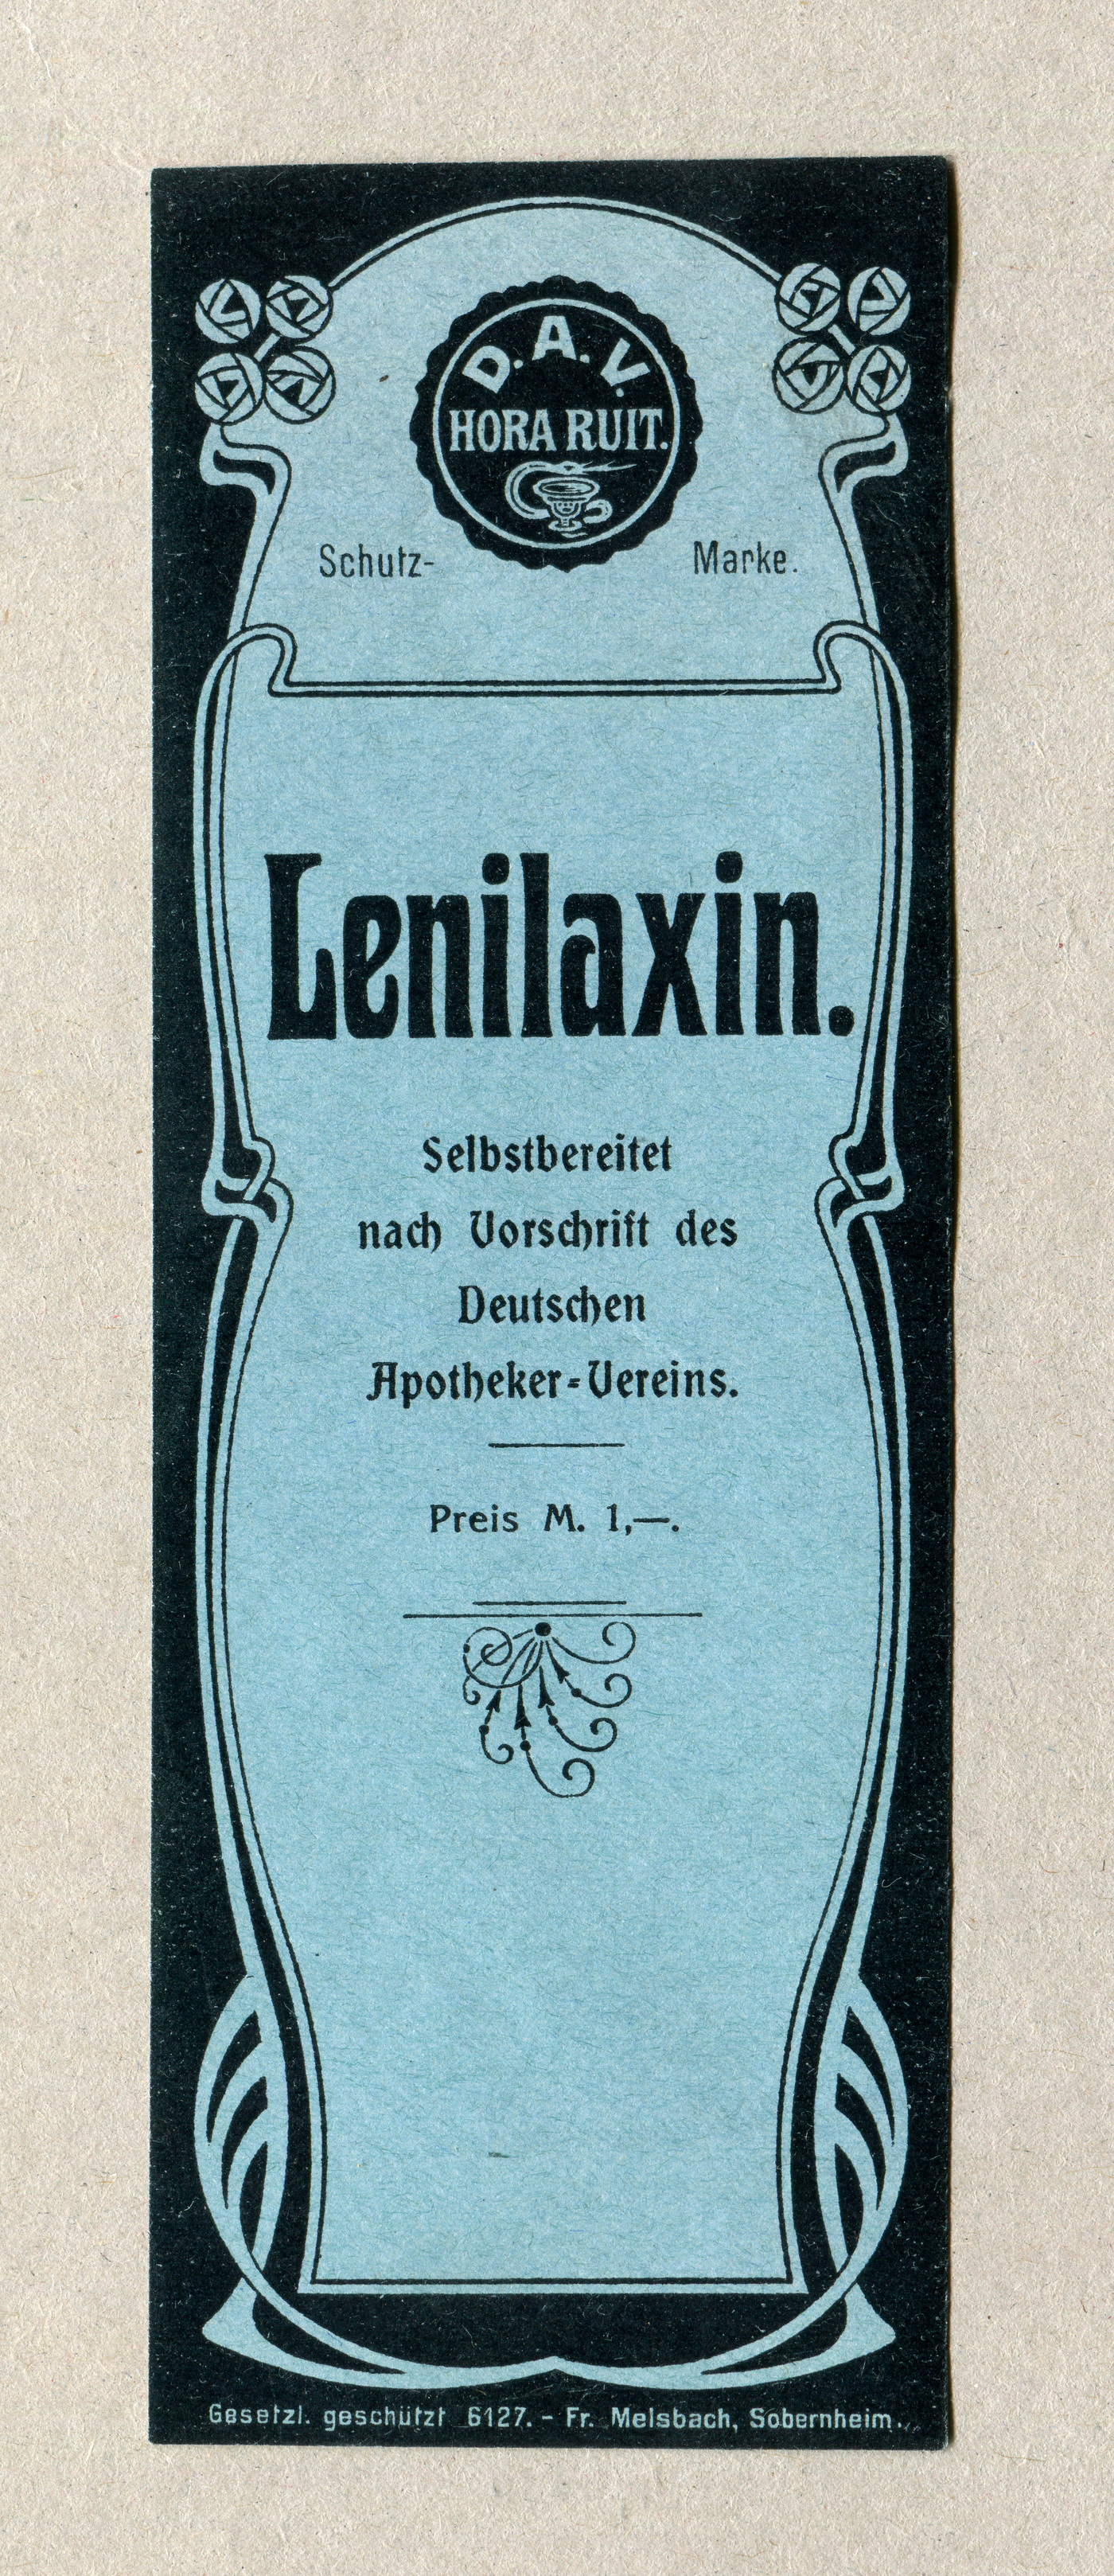 D. A. V.
HORA RUIT.
Schutz- Marke.
Lenilaxin.
Selbstbereitet
nach Vorschrift des
Deutschen
Apotheker-Vereins.
Preis M. 1,—.
Gesetzl. geschützt 6127. - Fr. Melsbach, Sobernheim.